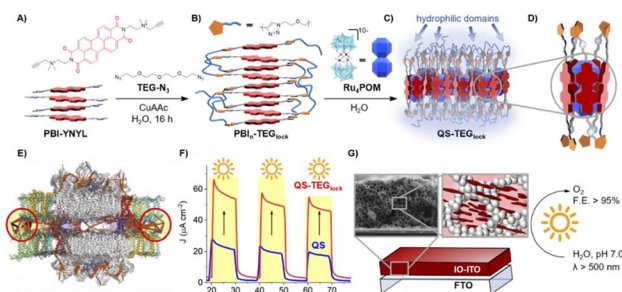 A)
B)
C)
D)
hydrophilic domains
=
10-
=
TEG-N₃
CuAAc
H₂O, 16 h
Ru₄POM
H₂O
PBI-YNYL
PBIₙ-TEGlock
QS-TEGlock
E)
F)
G)
QS-TEGlock
QS
J (μA cm⁻²)
60
40
20
0
20 30 40 50 60 70
O₂
F.E. > 95%
H₂O, pH 7.0
λ > 500 nm
IO-ITO
FTO